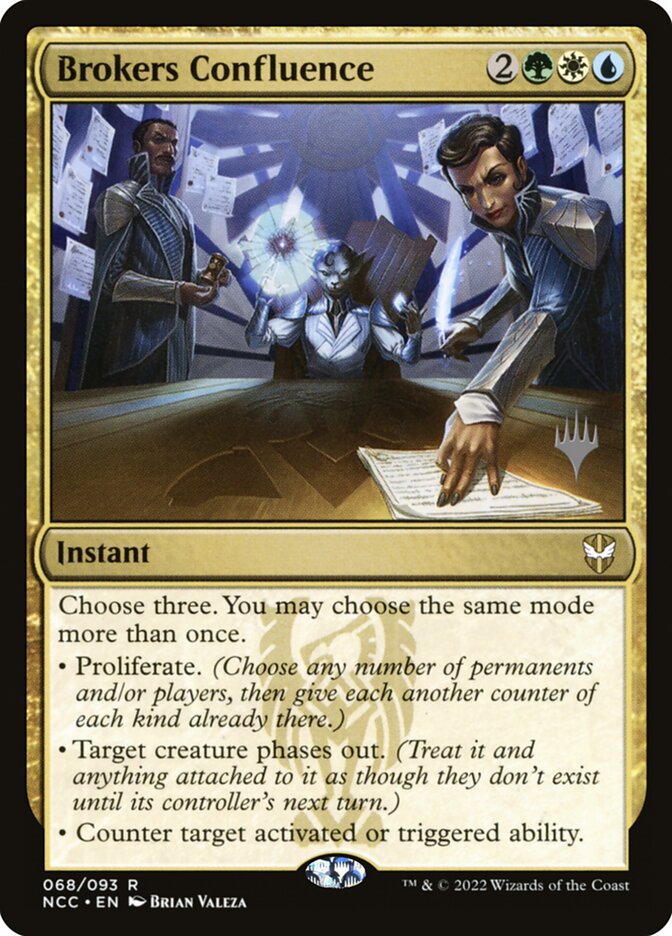 Brokers Confluence 2
Instant
Choose three. You may choose the same mode
more than once.
• Proliferate. (Choose any number of permanents
and/or players, then give each another counter of
each kind already there.)
• Target creature phases out. (Treat it and
anything attached to it as though they don't exist
until its controller's next turn.)
• Counter target activated or triggered ability.
068/093 R
NCC • EN Brian Valeza
™ & © 2022 Wizards of the Coast